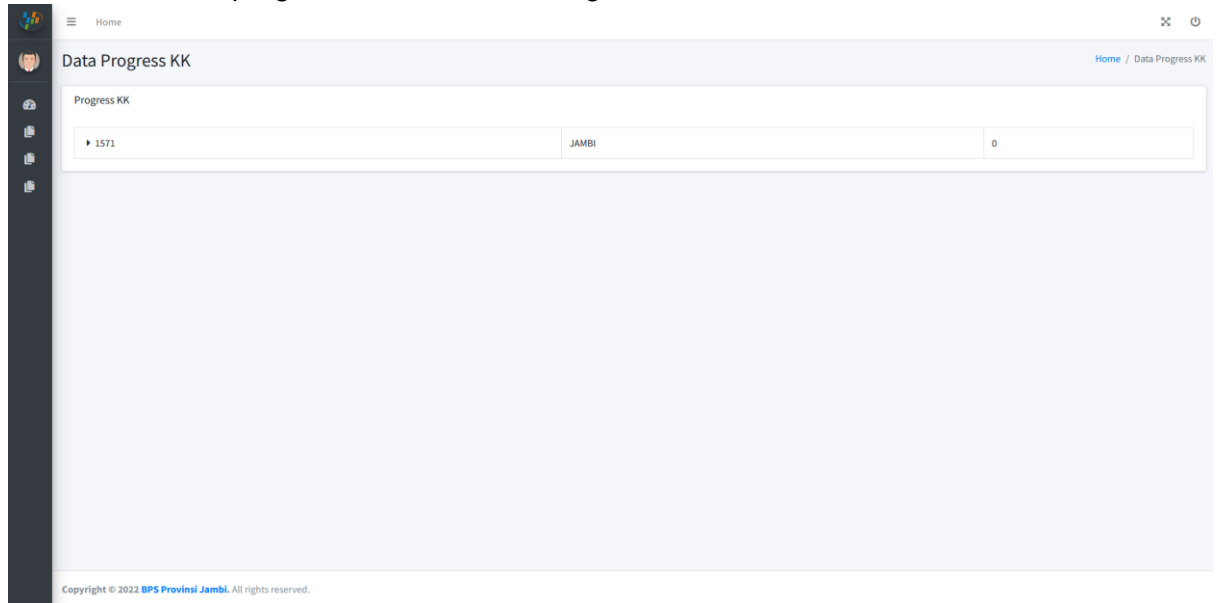 Home
Data Progress KK
Home / Data Progress KK
Progress KK
1571 JAMBI 0
Copyright © 2022 BPS Provinsi Jambi. All rights reserved.